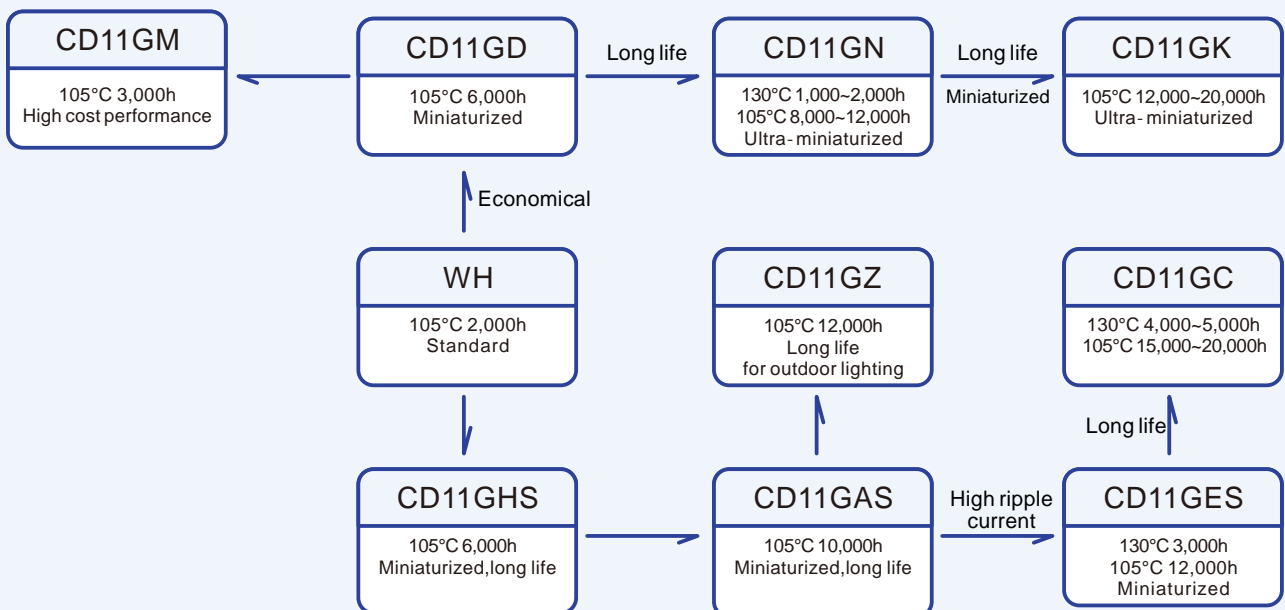 CD11GM
105°C 3,000h
High cost performance
CD11GD
105°C 6,000h
Miniaturized
Long life
CD11GN
130°C 1,000~2,000h
105°C 8,000~12,000h
Ultra-miniaturized
Long life
Miniaturized
CD11GK
105°C 12,000~20,000h
Ultra-miniaturized
Economical
WH
105°C 2,000h
Standard
CD11GZ
105°C 12,000h
Long life
for outdoor lighting
CD11GC
130°C 4,000~5,000h
105°C 15,000~20,000h
Long life
CD11GHS
105°C 6,000h
Miniaturized,long life
CD11GAS
105°C 10,000h
Miniaturized,long life
High ripple
current
CD11GES
130°C 3,000h
105°C 12,000h
Miniaturized